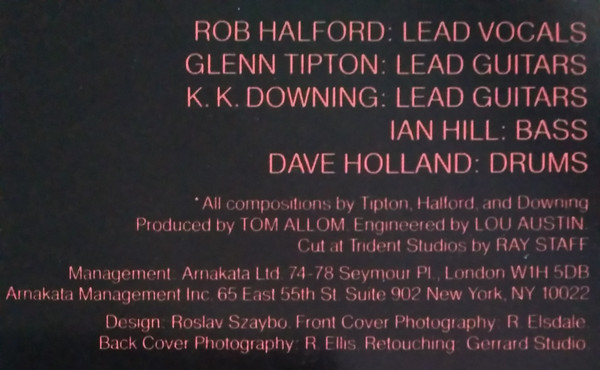 ROB HALFORD: LEAD VOCALS
GLENN TIPTON: LEAD GUITARS
K. K. DOWNING: LEAD GUITARS
IAN HILL: BASS
DAVE HOLLAND: DRUMS
*All compositions by Tipton, Halford, and Downing
Produced by TOM ALLOM. Engineered by LOU AUSTIN.
Cut at Trident Studios by RAY STAFF
Management: Arnakata Ltd. 74-78 Seymour Pl., London W1H 5DB
Arnakata Management Inc. 65 East 55th St. Suite 902 New York, NY 10022
Design: Roslav Szaybo. Front Cover Photography: R. Elsdale.
Back Cover Photography: R. Ellis. Retouching: Gerrard Studio.